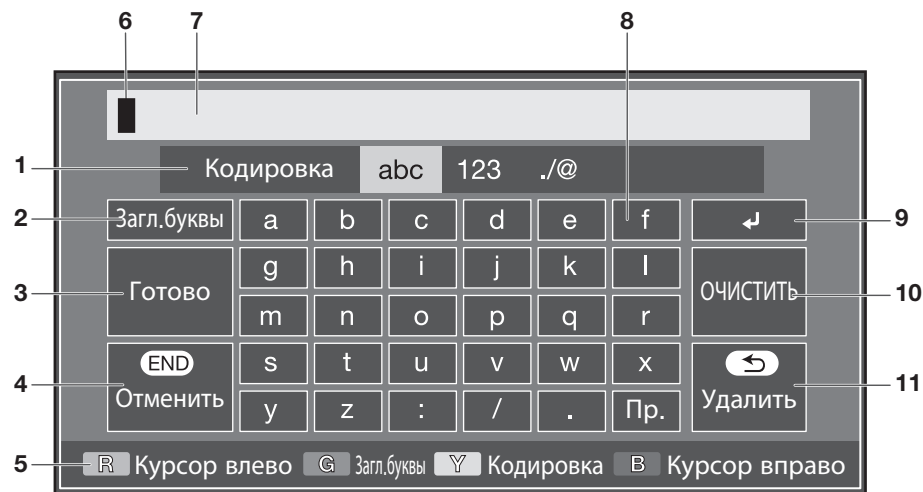 6 7 8
1 Кодировка abc 123 ./@
2 Загл.буквы a b c d e f ↵ 9
g h i j k l
3 Готово ОЧИСТИТЬ 10
m n o p q r
END s t u v w x
4 Отменить Удалить 11
y z : / . Пр.
5 R Курсор влево G Загл.буквы Y Кодировка B Курсор вправо